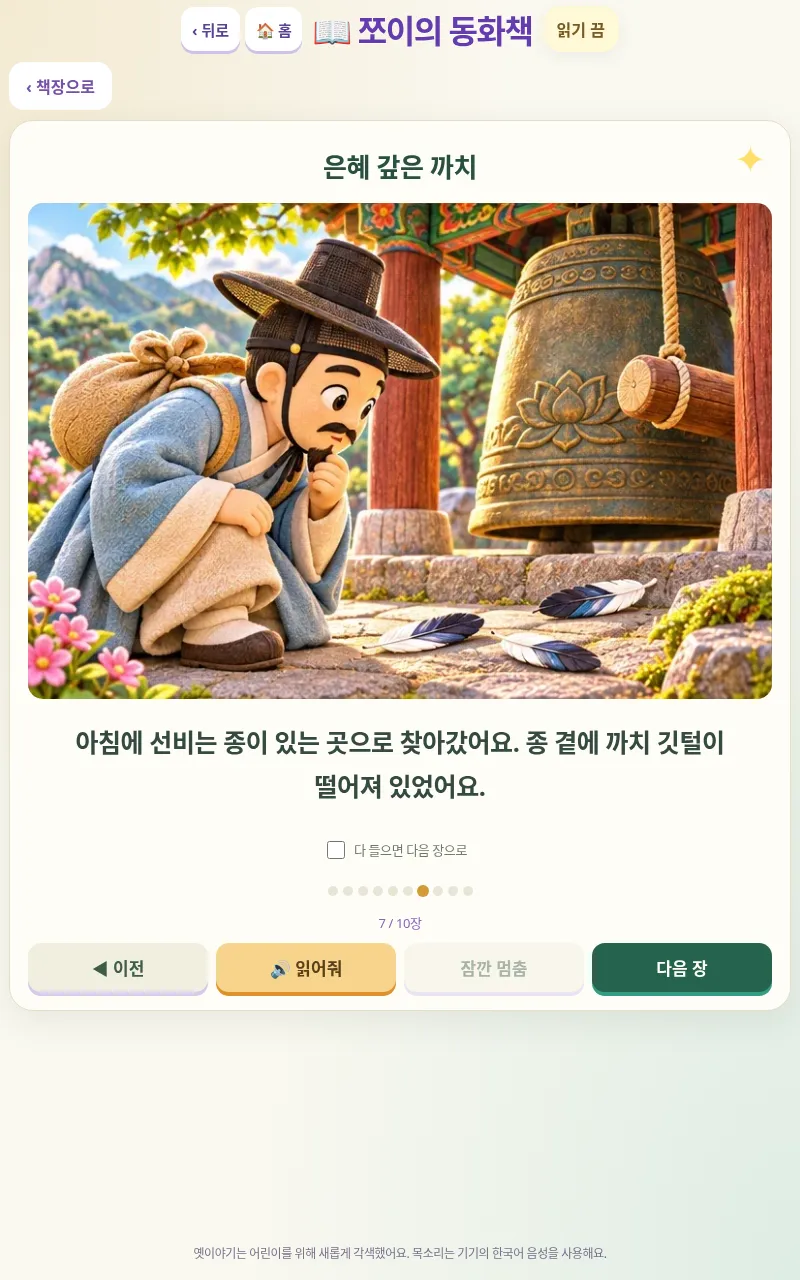 ‹ 뒤로
🏠 홈
📖 쪼이의 동화책
읽기 끔
‹ 책장으로
은혜 갚은 까치
아침에 선비는 종이 있는 곳으로 찾아갔어요. 종 곁에 까치 깃털이
떨어져 있었어요.
다 들으면 다음 장으로
7 / 10장
◀ 이전
🔊 읽어줘
잠깐 멈춤
다음 장
옛이야기는 어린이를 위해 새롭게 각색했어요. 목소리는 기기의 한국어 음성을 사용해요.